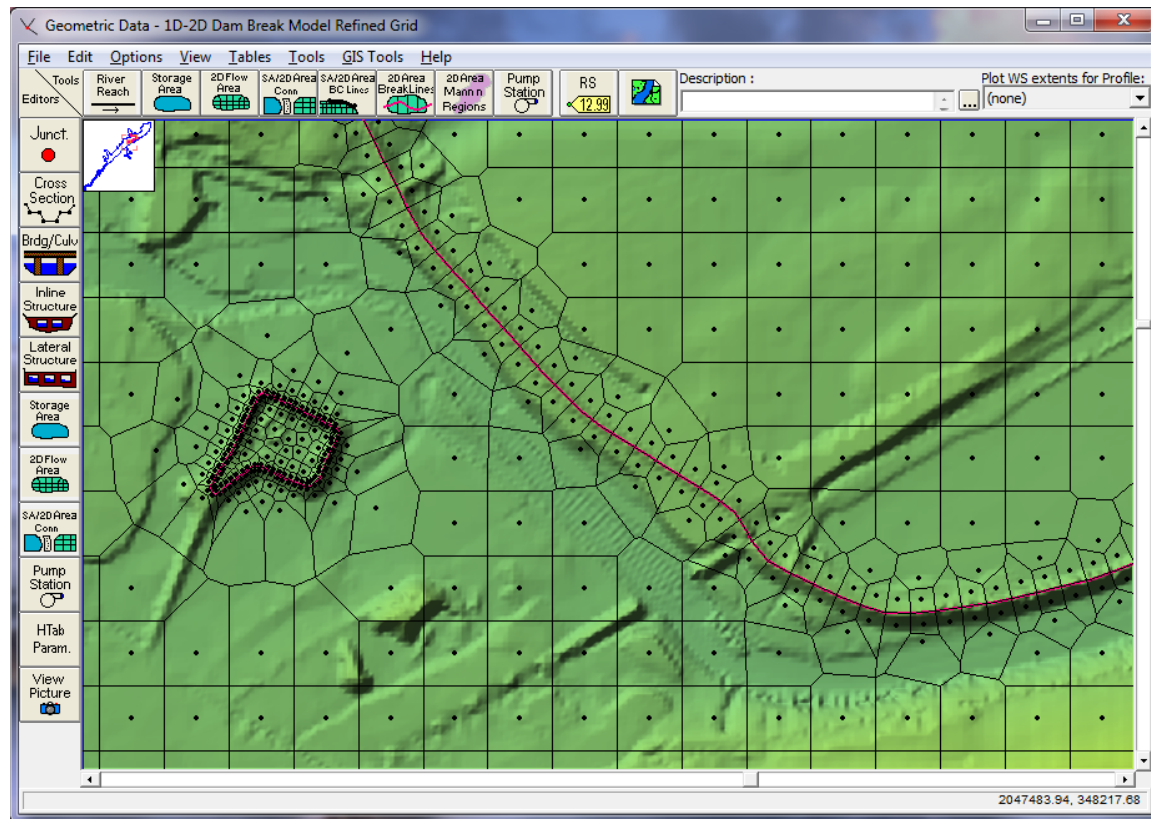 Geometric Data - 1D-2D Dam Break Model Refined Grid
File Edit Options View Tables Tools GIS Tools Help
Tools
Editors
River
Reach
Storage
Area
2D Flow
Area
SA/2D Area
Conn
SA/2D Area
BC Lines
2D Area
BreakLines
2D Area
Mann n
Regions
Pump
Station
RS
12.99
Description :
...
Plot WS extents for Profile:
(none)
Junct.
Cross
Section
Brdg/Culv
Inline
Structure
Lateral
Structure
Storage
Area
2D Flow
Area
SA/2D Area
Conn
Pump
Station
HTab
Param.
View
Picture
2047483.94, 348217.68